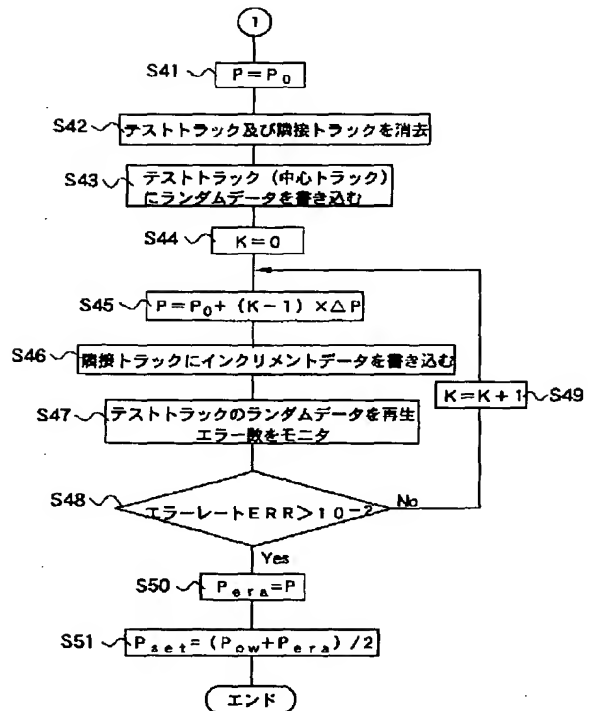 1
S41
P=P0
S42
テストトラック及び隣接トラックを消去
S43
テストトラック(中心トラック)
にランダムデータを書き込む
S44
K=0
S45
P=P0+(K-1)×△P
S46
隣接トラックにインクリメントデータを書き込む
S47
テストトラックのランダムデータを再生
エラー数をモニタ
K=K+1
S49
S48
エラーレートERR>10-2
No
Yes
S50
Pera=P
S51
Pset=(Pow+Pera)/2
エンド